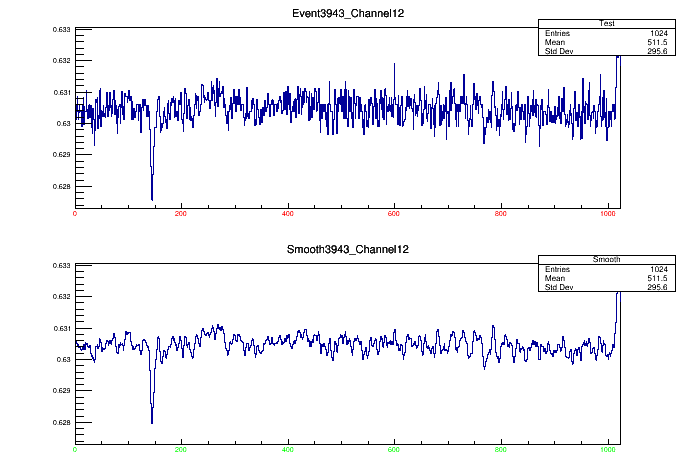 Event3943_Channel12
Test
Entries 1024
Mean 511.5
Std Dev 295.6
0.633
0.632
0.631
0.63
0.629
0.628
0 200 400 600 800 1000
Smooth3943_Channel12
Smooth
Entries 1024
Mean 511.5
Std Dev 295.6
0.633
0.632
0.631
0.63
0.629
0.628
0 200 400 600 800 1000